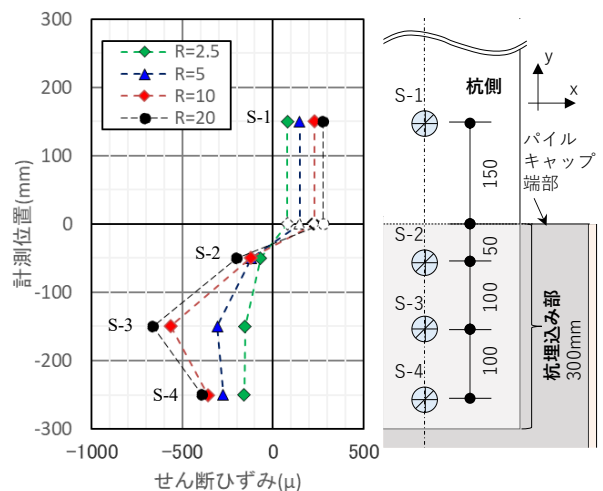 300
200
100
0
-100
-200
-300
計測位置(mm)
-1000
-500
0
500
せん断ひずみ(μ)
R=2.5
R=5
R=10
R=20
S-1
S-2
S-3
S-4
杭側
y
x
S-1
パイル
キャップ
端部
150
S-2
50
S-3
100
S-4
100
杭埋込み部
300mm